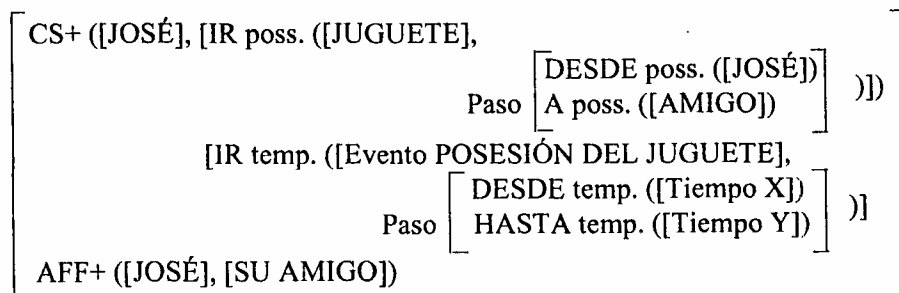 CS+ ([JOSÉ], [IR poss. ([JUGUETE],
DESDE poss. ([JOSÉ])
Paso A poss. ([AMIGO]) )])
[IR temp. ([Evento POSESIÓN DEL JUGUETE],
DESDE temp. ([Tiempo X])
Paso HASTA temp. ([Tiempo Y]) )]
AFF+ ([JOSÉ], [SU AMIGO])